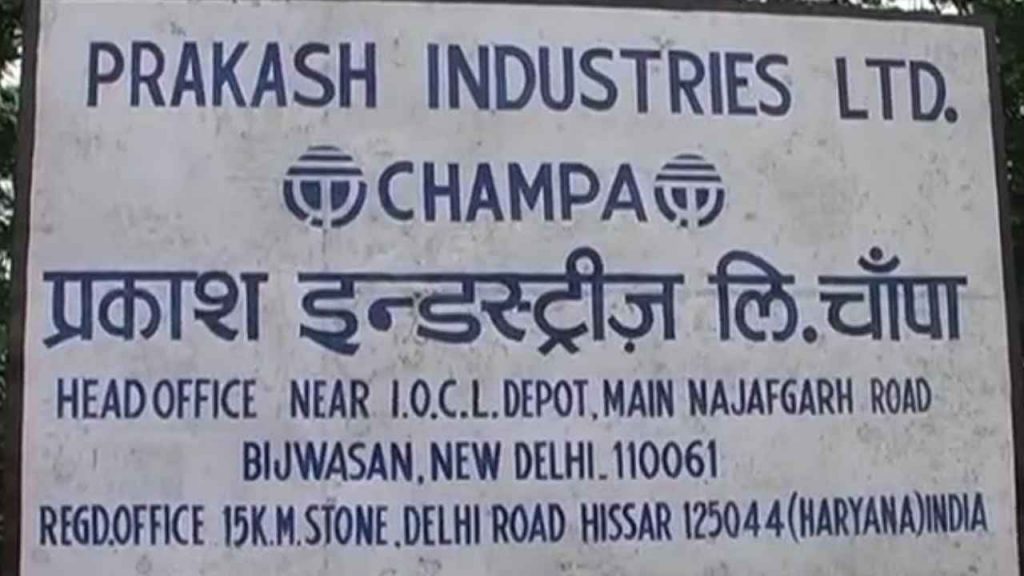 PRAKASH INDUSTRIES LTD.
CHAMPA
प्रकाश इन्डस्ट्रीज़ लि. चाँपा
HEAD OFFICE NEAR I.O.C.L. DEPOT, MAIN NAJAFGARH ROAD
BIJWASAN, NEW DELHI-110061
REGD.OFFICE 15K.M. STONE, DELHI ROAD HISSAR 125044 (HARYANA) INDIA